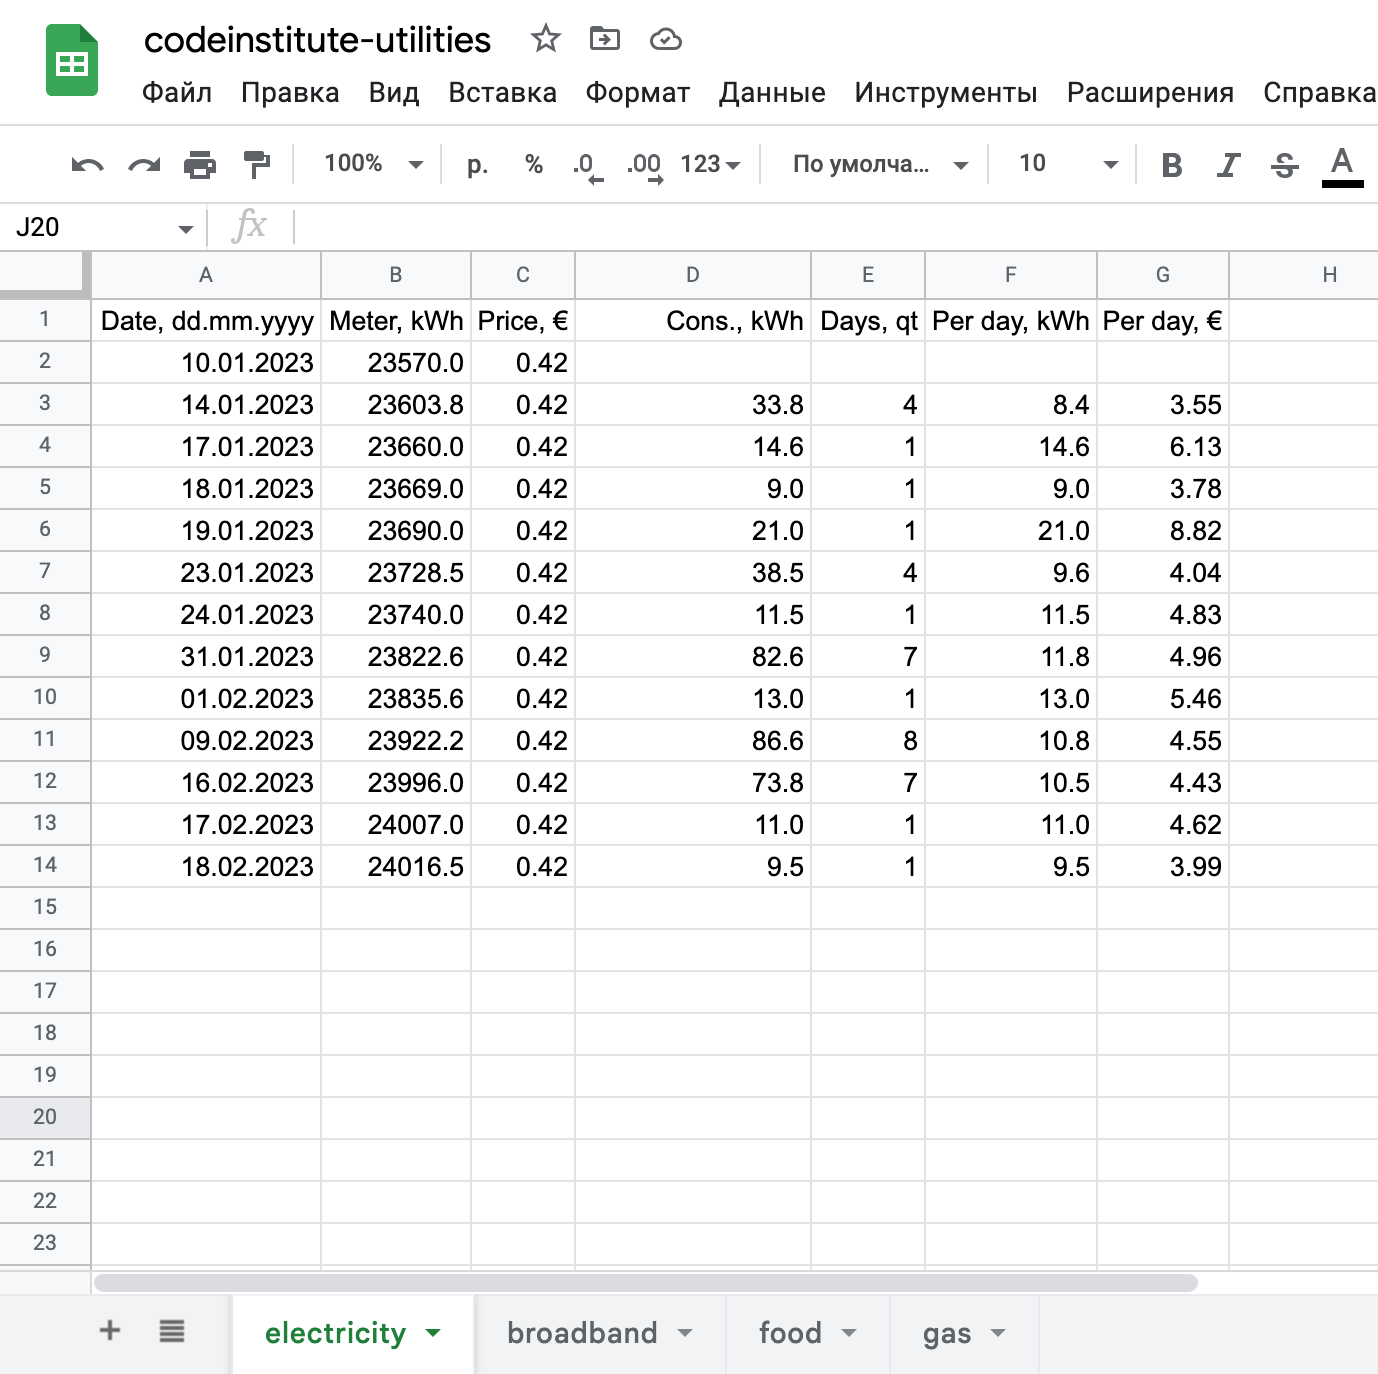 codeinstitute-utilities
Файл Правка Вид Вставка Формат Данные Инструменты Расширения Справка
100% р. % .0 .00 123 По умолча... 10 B I S A
J20 fx
A B C D E F G H
1 Date, dd.mm.yyyy Meter, kWh Price, € Cons., kWh Days, qt Per day, kWh Per day, €
2 10.01.2023 23570.0 0.42
3 14.01.2023 23603.8 0.42 33.8 4 8.4 3.55
4 17.01.2023 23660.0 0.42 14.6 1 14.6 6.13
5 18.01.2023 23669.0 0.42 9.0 1 9.0 3.78
6 19.01.2023 23690.0 0.42 21.0 1 21.0 8.82
7 23.01.2023 23728.5 0.42 38.5 4 9.6 4.04
8 24.01.2023 23740.0 0.42 11.5 1 11.5 4.83
9 31.01.2023 23822.6 0.42 82.6 7 11.8 4.96
10 01.02.2023 23835.6 0.42 13.0 1 13.0 5.46
11 09.02.2023 23922.2 0.42 86.6 8 10.8 4.55
12 16.02.2023 23996.0 0.42 73.8 7 10.5 4.43
13 17.02.2023 24007.0 0.42 11.0 1 11.0 4.62
14 18.02.2023 24016.5 0.42 9.5 1 9.5 3.99
15
16
17
18
19
20
21
22
23
electricity broadband food gas